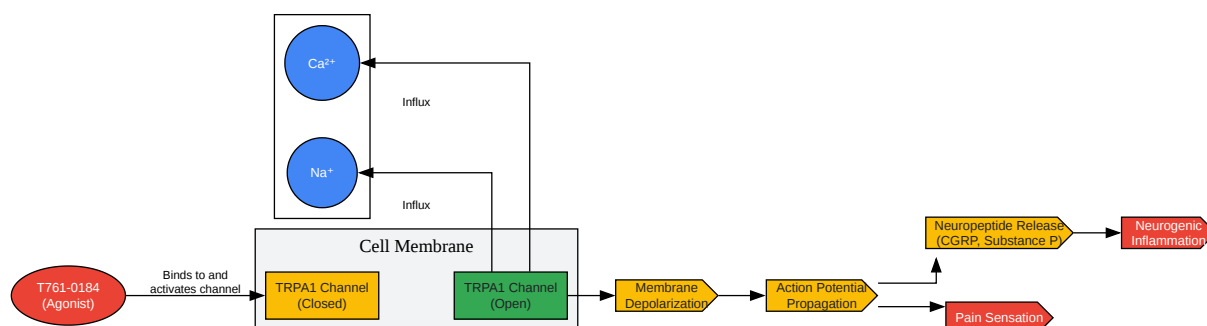 Ca²⁺
Influx
Na⁺
Influx
Cell Membrane
T761-0184
(Agonist)
Binds to and
activates channel
TRPA1 Channel
(Closed)
TRPA1 Channel
(Open)
Membrane
Depolarization
Action Potential
Propagation
Neuropeptide Release
(CGRP, Substance P)
Neurogenic
Inflammation
Pain Sensation